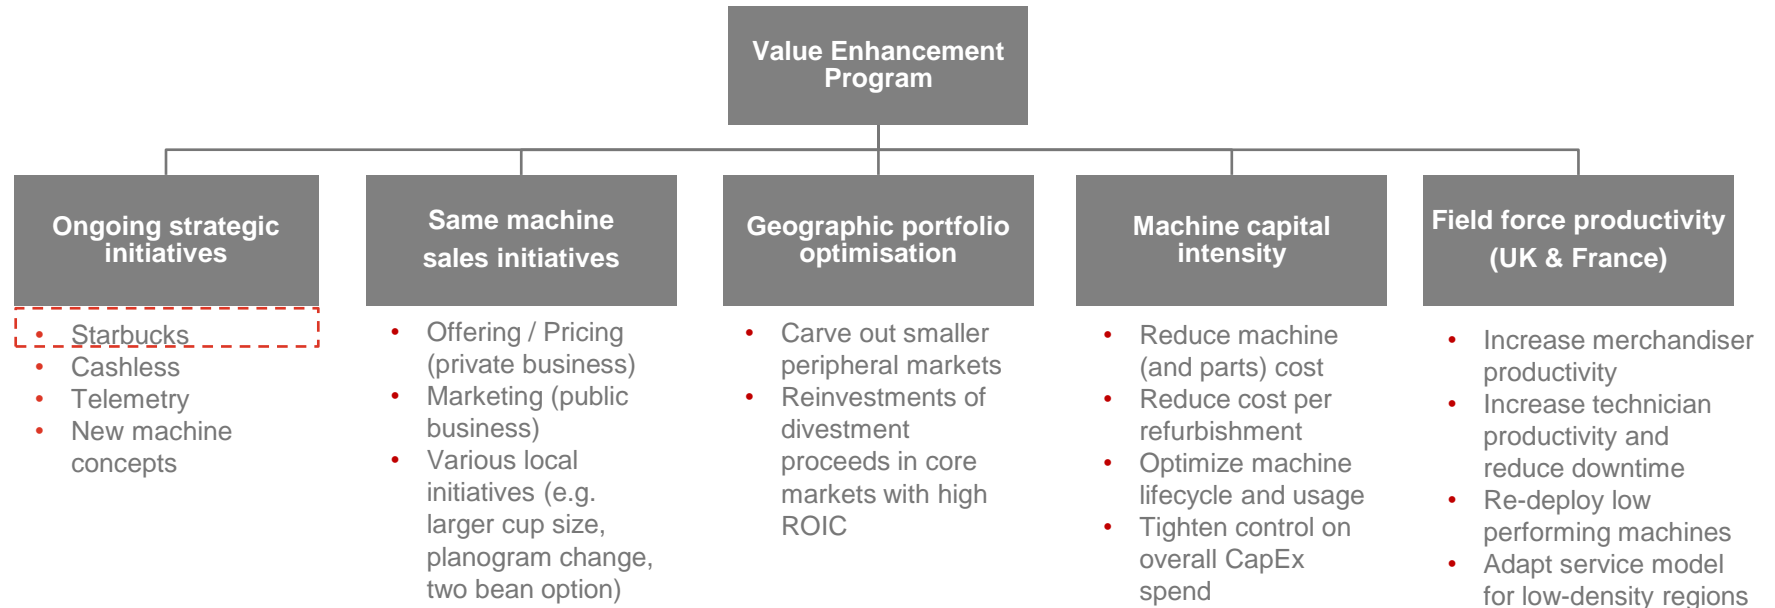 Value Enhancement
Program
Ongoing strategic
initiatives
• Starbucks
• Cashless
• Telemetry
• New machine
concepts
Same machine
sales initiatives
• Offering / Pricing
(private business)
• Marketing (public
business)
• Various local
initiatives (e.g.
larger cup size,
planogram change,
two bean option)
Geographic portfolio
optimisation
• Carve out smaller
peripheral markets
• Reinvestments of
divestment
proceeds in core
markets with high
ROIC
Machine capital
intensity
• Reduce machine
(and parts) cost
• Reduce cost per
refurbishment
• Optimize machine
lifecycle and usage
• Tighten control on
overall CapEx
spend
Field force productivity
(UK & France)
• Increase merchandiser
productivity
• Increase technician
productivity and
reduce downtime
• Re-deploy low
performing machines
• Adapt service model
for low-density regions